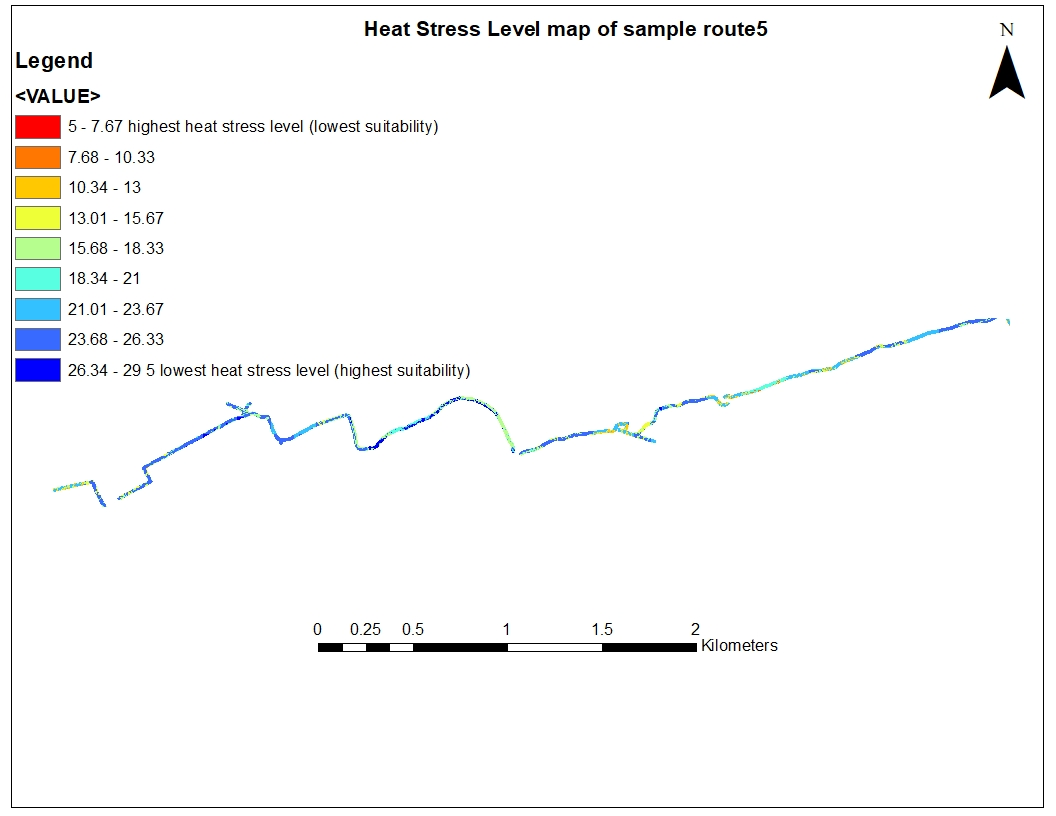 Heat Stress Level map of sample route5
N
Legend
<VALUE>
5 - 7.67 highest heat stress level (lowest suitability)
7.68 - 10.33
10.34 - 13
13.01 - 15.67
15.68 - 18.33
18.34 - 21
21.01 - 23.67
23.68 - 26.33
26.34 - 29 5 lowest heat stress level (highest suitability)
0 0.25 0.5 1 1.5 2
Kilometers